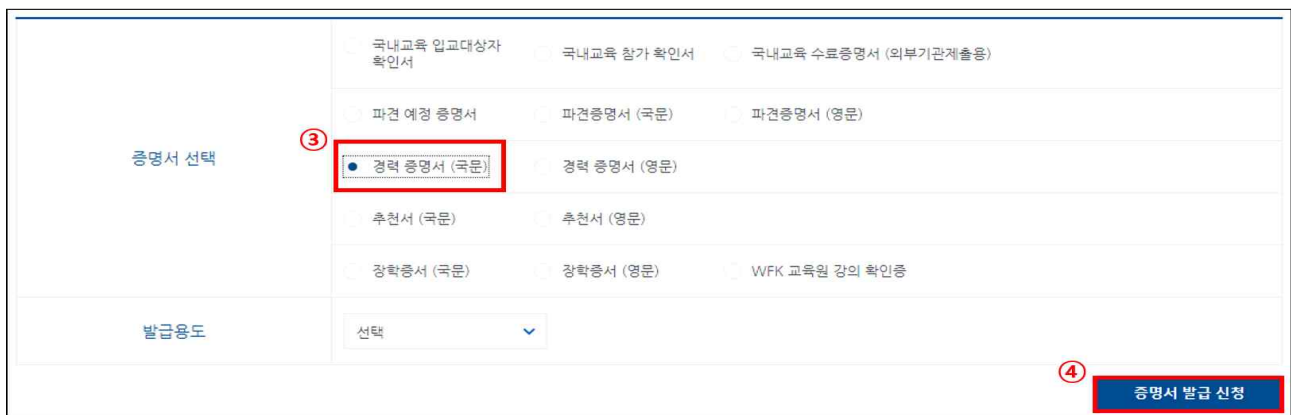 국내교육 입교대상자
확인서
국내교육 참가 확인서
국내교육 수료증명서 (외부기관제출용)
파견 예정 증명서
파견증명서 (국문)
파견증명서 (영문)
③
증명서 선택
경력 증명서 (국문)
경력 증명서 (영문)
추천서 (국문)
추천서 (영문)
장학증서 (국문)
장학증서 (영문)
WFK 교육원 강의 확인증
발급용도
선택
④
증명서 발급 신청